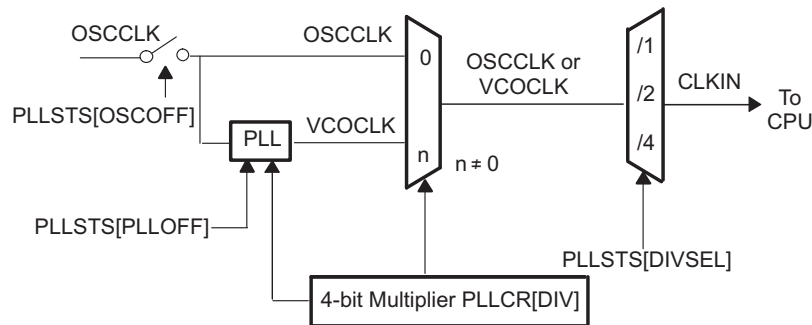 OSCCLK
OSCCLK
0
OSCCLK or
VCOCLK
/1
/2
/4
CLKIN
To
CPU
PLLSTS[OSCOFF]
PLL
VCOCLK
n
n ≠ 0
PLLSTS[PLLOFF]
PLLSTS[DIVSEL]
4-bit Multiplier PLLCR[DIV]